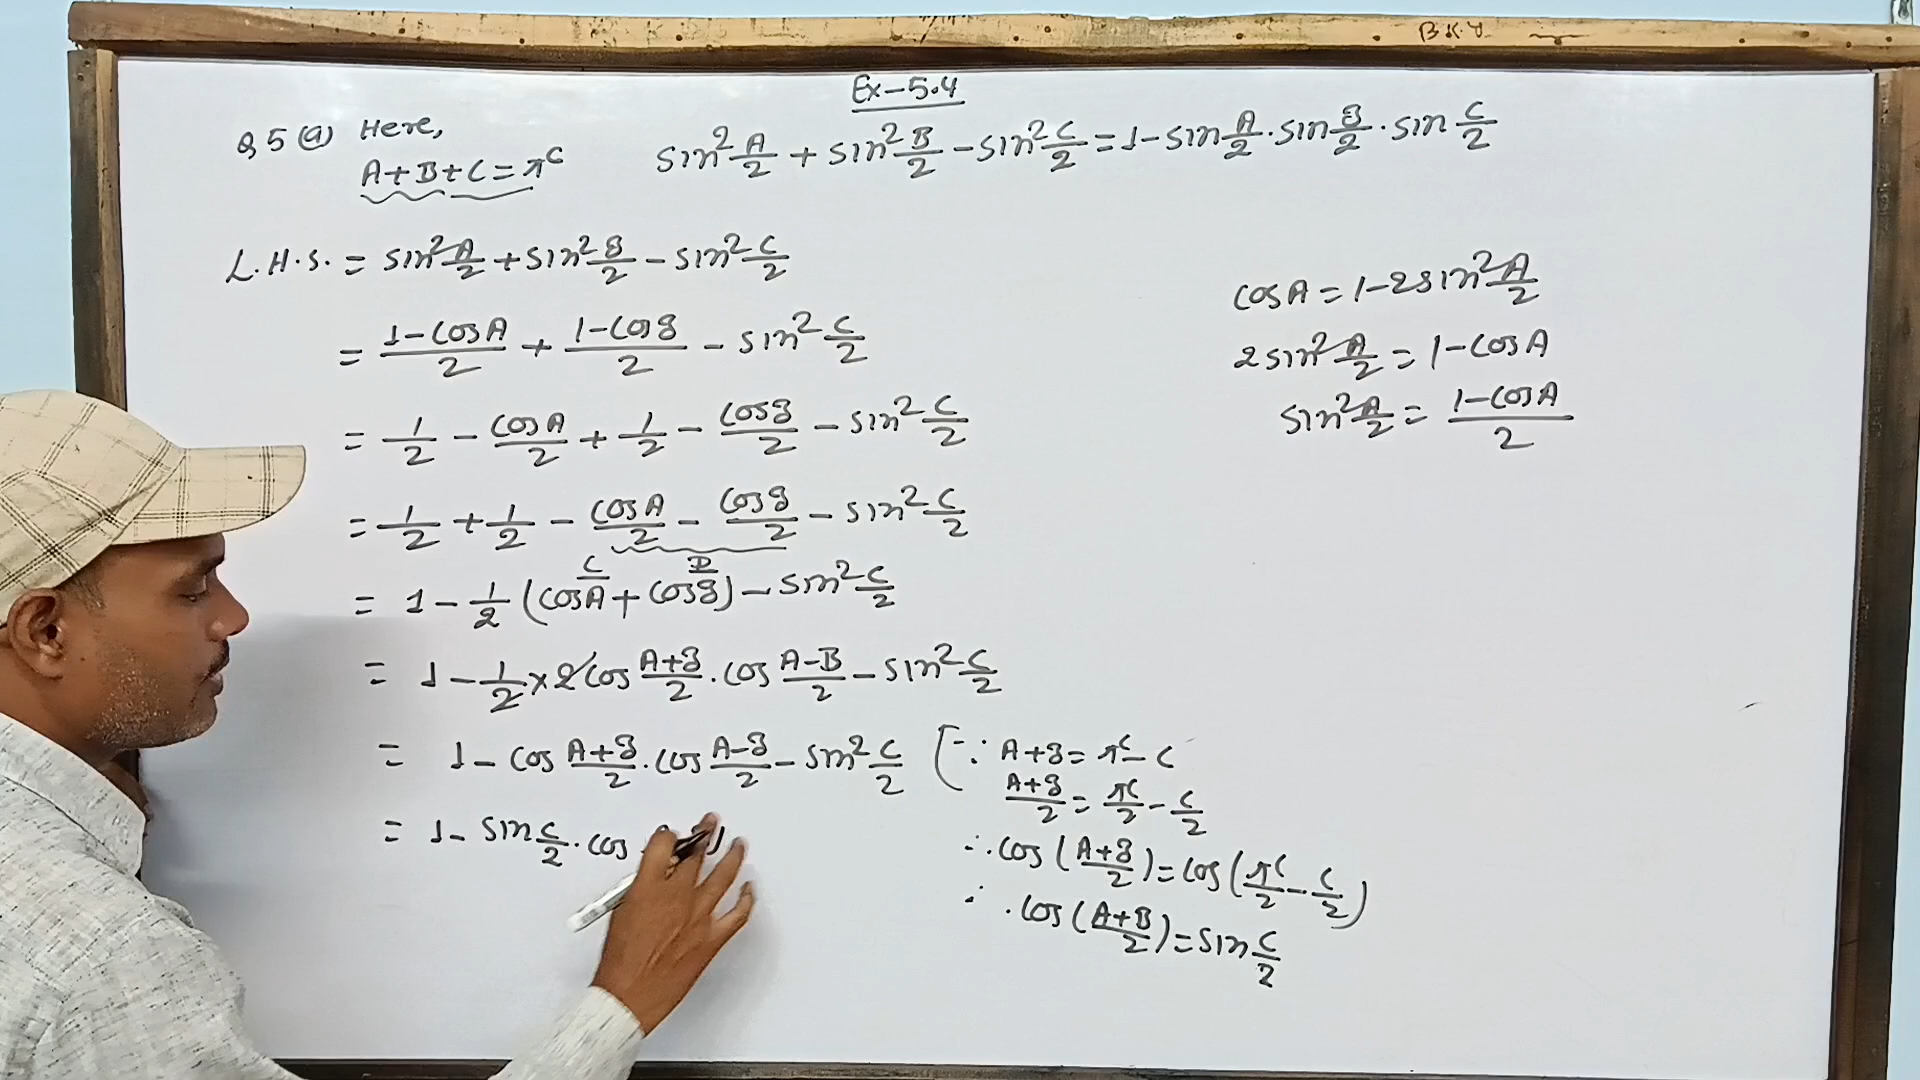 B.K.Y.
Ex-5.4
Q5(a) Here,
A+B+C=π^c
sin²A/2 + sin²B/2 - sin²C/2 = 1 - sin A/2 . sin B/2 . sin C/2
L.H.S. = sin²A/2 + sin²B/2 - sin²C/2
= (1-cosA)/2 + (1-cosB)/2 - sin²C/2
= 1/2 - cosA/2 + 1/2 - cosB/2 - sin²C/2
= 1/2 + 1/2 - cosA/2 - cosB/2 - sin²C/2
C D
= 1 - 1/2 (cosA + cosB) - sin²C/2
= 1 - 1/2 × 2 cos (A+B)/2 . cos (A-B)/2 - sin²C/2
= 1 - cos (A+B)/2 . cos (A-B)/2 - sin²C/2
= 1 - sin C/2 . cos
[∵ A+B = π^c - C
(A+B)/2 = π^c/2 - C/2
∴ cos((A+B)/2) = cos(π^c/2 - C/2)
∴ cos((A+B)/2) = sin C/2
cosA = 1-2sin²A/2
2sin²A/2 = 1-cosA
sin²A/2 = (1-cosA)/2